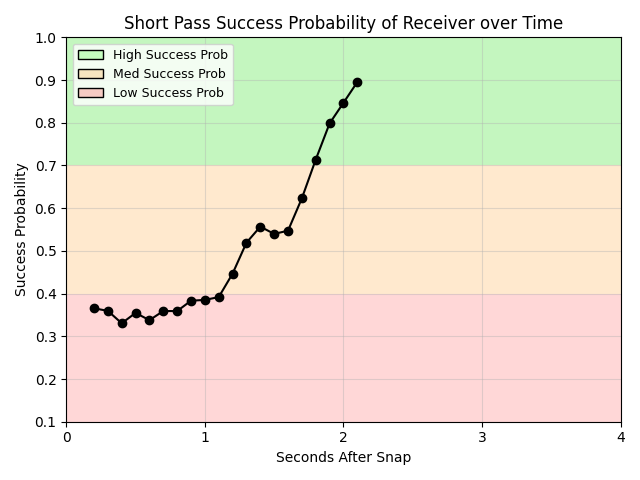 Short Pass Success Probability of Receiver over Time
High Success Prob
Med Success Prob
Low Success Prob
Success Probability
1.0
0.9
0.8
0.7
0.6
0.5
0.4
0.3
0.2
0.1
0 1 2 3 4
Seconds After Snap